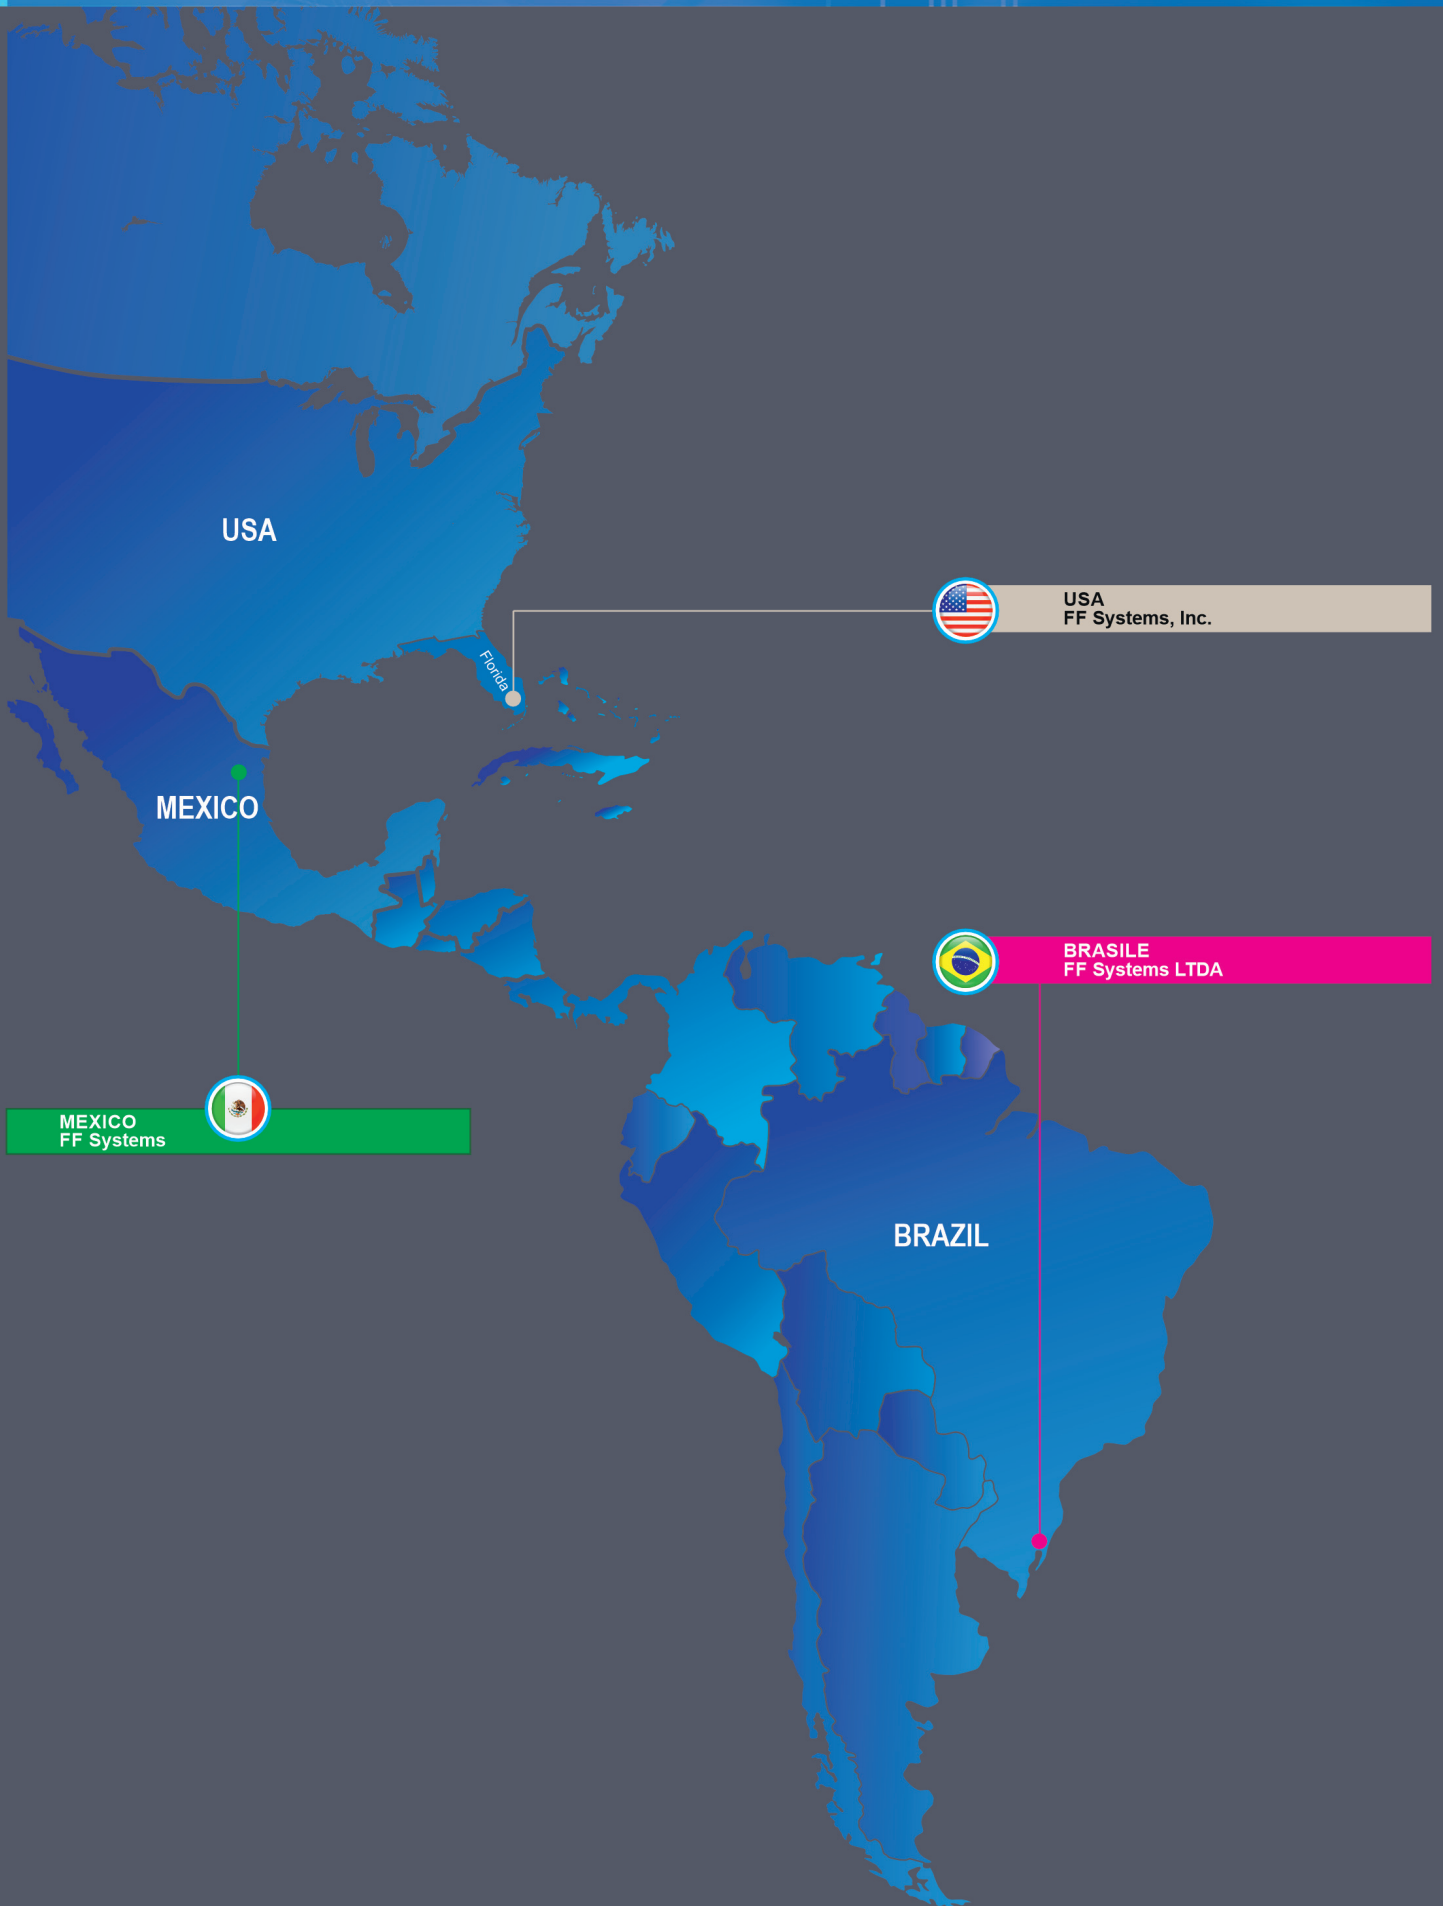 USA
USA
FF Systems, Inc.
Florida
MEXICO
BRASILE
FF Systems LTDA
MEXICO
FF Systems
BRAZIL